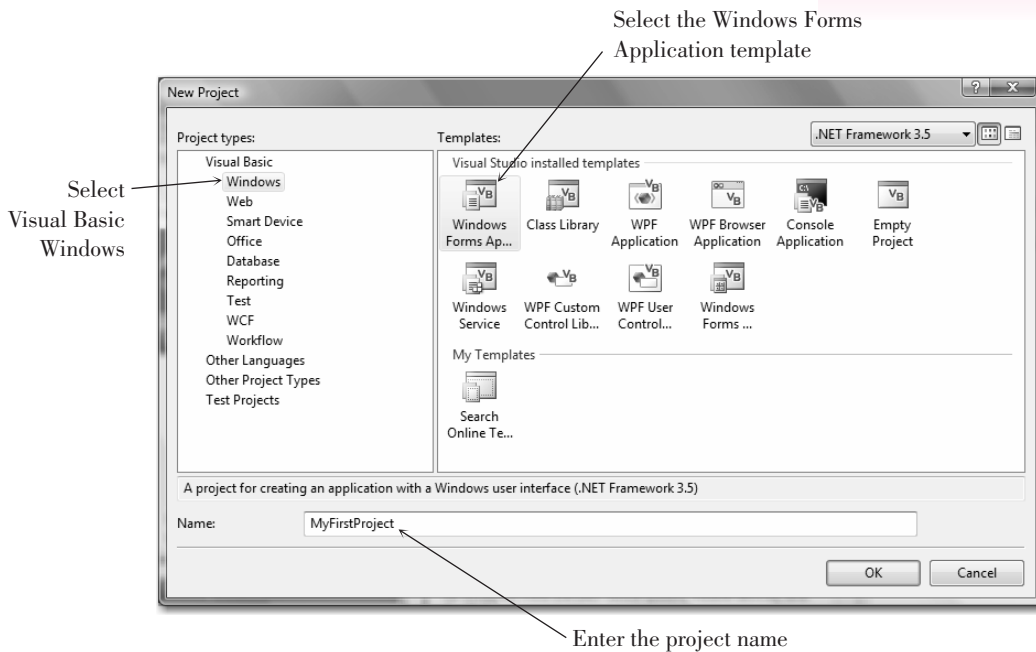 Select the Windows Forms
Application template
New Project
Project types:
Templates:
.NET Framework 3.5
Select
Visual Basic
Windows
Visual Basic
Windows
Web
Smart Device
Office
Database
Reporting
Test
WCF
Workflow
Other Languages
Other Project Types
Test Projects
Visual Studio installed templates
Windows
Forms Ap...
Class Library
WPF
Application
WPF Browser
Application
Console
Application
Empty
Project
Windows
Service
WPF Custom
Control Lib...
WPF User
Control...
Windows
Forms ...
My Templates
Search
Online Te...
A project for creating an application with a Windows user interface (.NET Framework 3.5)
Name:
MyFirstProject
OK
Cancel
Enter the project name